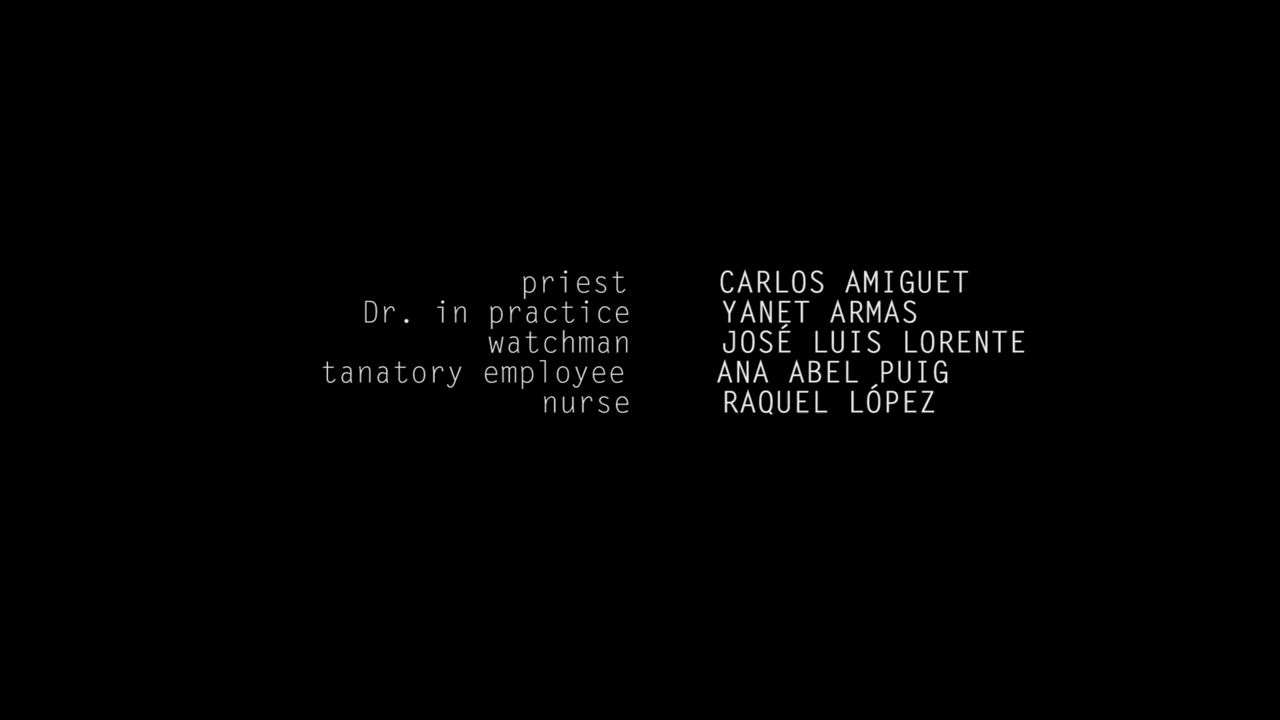 priest CARLOS AMIGUET
Dr. in practice YANET ARMAS
watchman JOSÉ LUIS LORENTE
tanatory employee ANA ABEL PUIG
nurse RAQUEL LÓPEZ